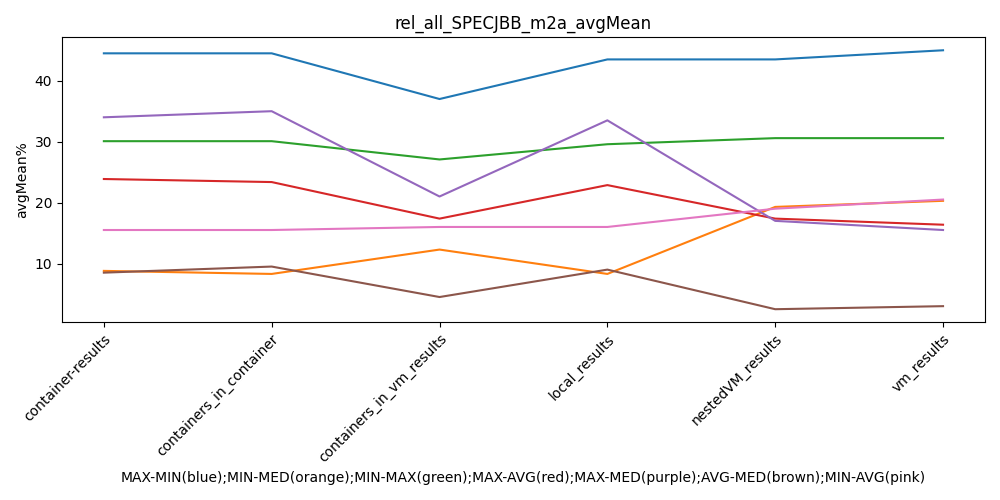 rel_all_SPECJBB_m2a_avgMean
avgMean%
40
30
20
10
container-results
containers_in_container
containers_in_vm_results
local_results
nestedVM_results
vm_results
MAX-MIN(blue);MIN-MED(orange);MIN-MAX(green);MAX-AVG(red);MAX-MED(purple);AVG-MED(brown);MIN-AVG(pink)